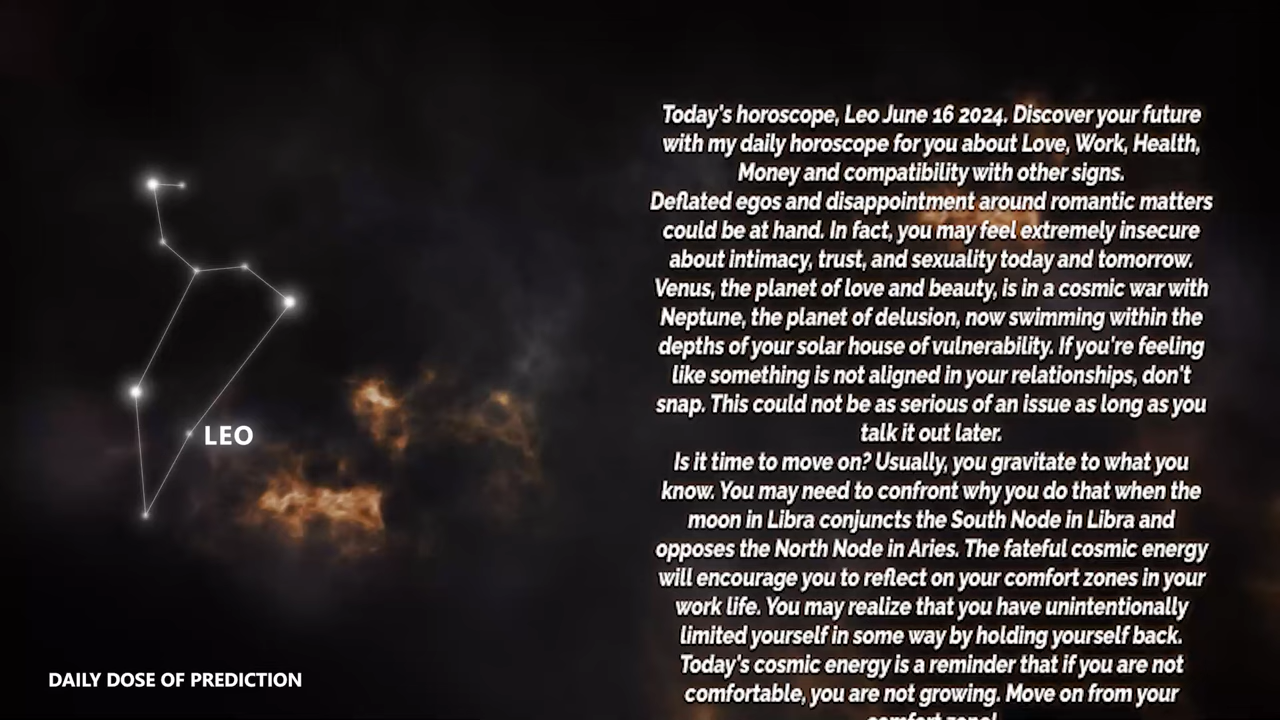 Today's horoscope, Leo June 16 2024. Discover your future
with my daily horoscope for you about Love, Work, Health,
Money and compatibility with other signs.
Deflated egos and disappointment around romantic matters
could be at hand. In fact, you may feel extremely insecure
about intimacy, trust, and sexuality today and tomorrow.
Venus, the planet of love and beauty, is in a cosmic war with
Neptune, the planet of delusion, now swimming within the
depths of your solar house of vulnerability. If you're feeling
like something is not aligned in your relationships, don't
snap. This could not be as serious of an issue as long as you
talk it out later.
Is it time to move on? Usually, you gravitate to what you
know. You may need to confront why you do that when the
moon in Libra conjuncts the South Node in Libra and
opposes the North Node in Aries. The fateful cosmic energy
will encourage you to reflect on your comfort zones in your
work life. You may realize that you have unintentionally
limited yourself in some way by holding yourself back.
Today's cosmic energy is a reminder that if you are not
comfortable, you are not growing. Move on from your
comfort zone!
LEO
DAILY DOSE OF PREDICTION